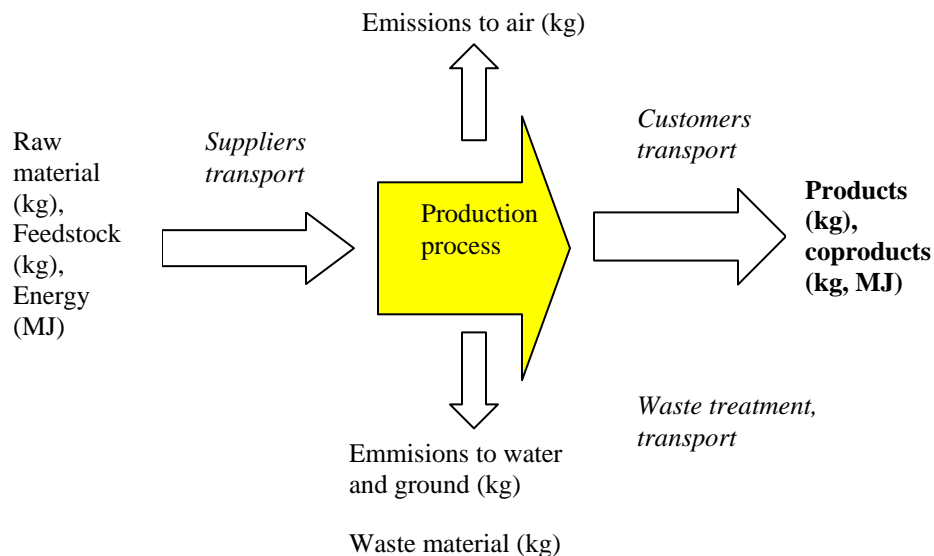 Emissions to air (kg)
Raw
material
(kg),
Feedstock
(kg),
Energy
(MJ)
Suppliers
transport
Production
process
Customers
transport
Products
(kg),
coproducts
(kg, MJ)
Waste treatment,
transport
Emmisions to water
and ground (kg)
Waste material (kg)